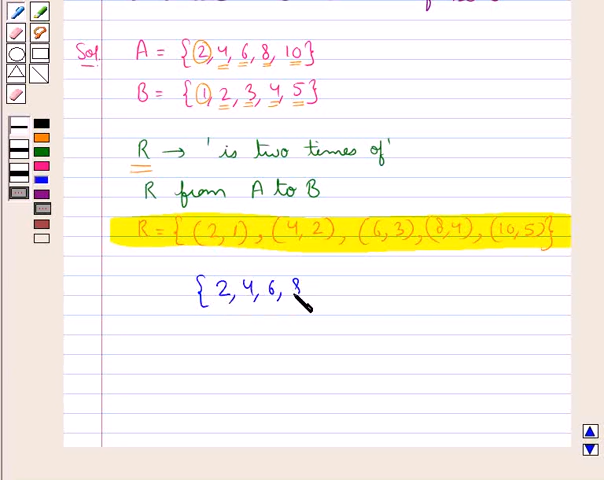 Sol. A = {2, 4, 6, 8, 10}
B = {1, 2, 3, 4, 5}
R → ' is two times of'
R from A to B
R = { (2,1), (4,2), (6,3), (8,4), (10,5)}
{ 2, 4, 6, 8